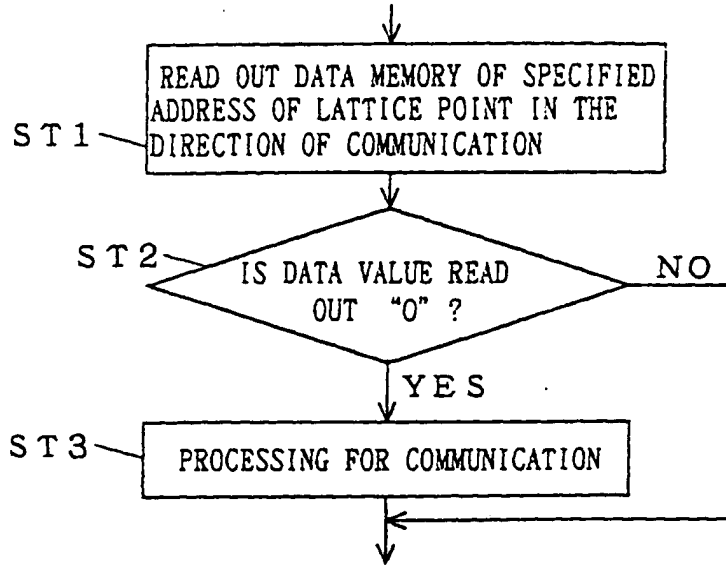 READ OUT DATA MEMORY OF SPECIFIED
ADDRESS OF LATTICE POINT IN THE
DIRECTION OF COMMUNICATION
ST1
ST2
IS DATA VALUE READ
OUT "0" ?
NO
YES
ST3
PROCESSING FOR COMMUNICATION